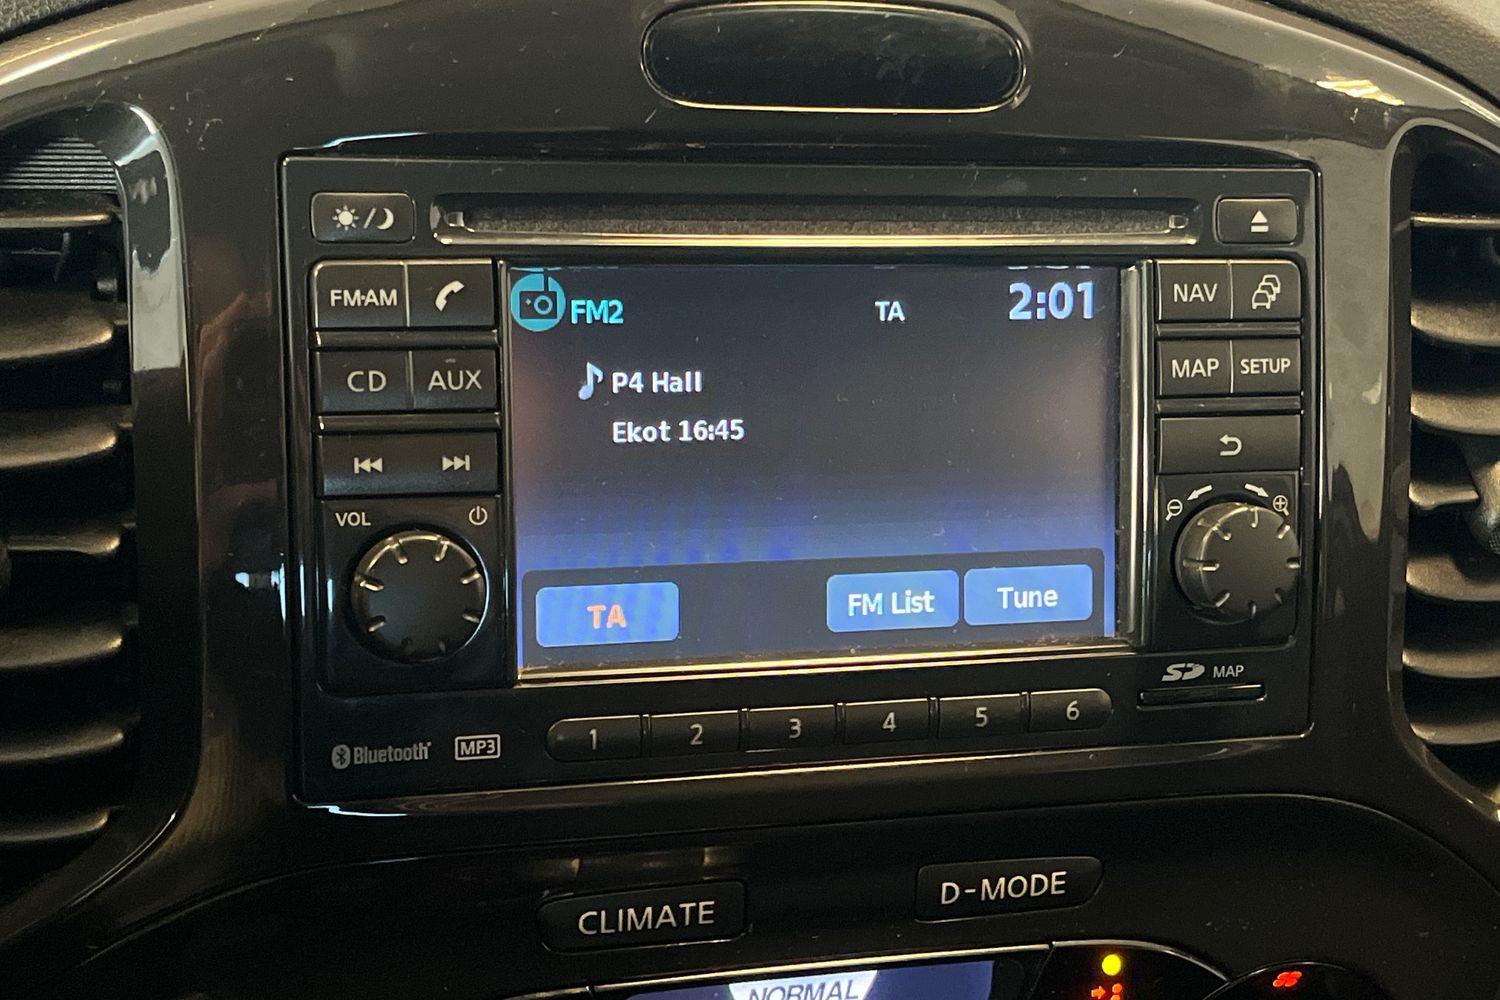 FM2 TA 2:01
P4 Hall
Ekot 16:45
TA FM List Tune
FM·AM
CD AUX
VOL
NAV
MAP SETUP
SD MAP
Bluetooth MP3
1 2 3 4 5 6
CLIMATE D-MODE
NORMAL